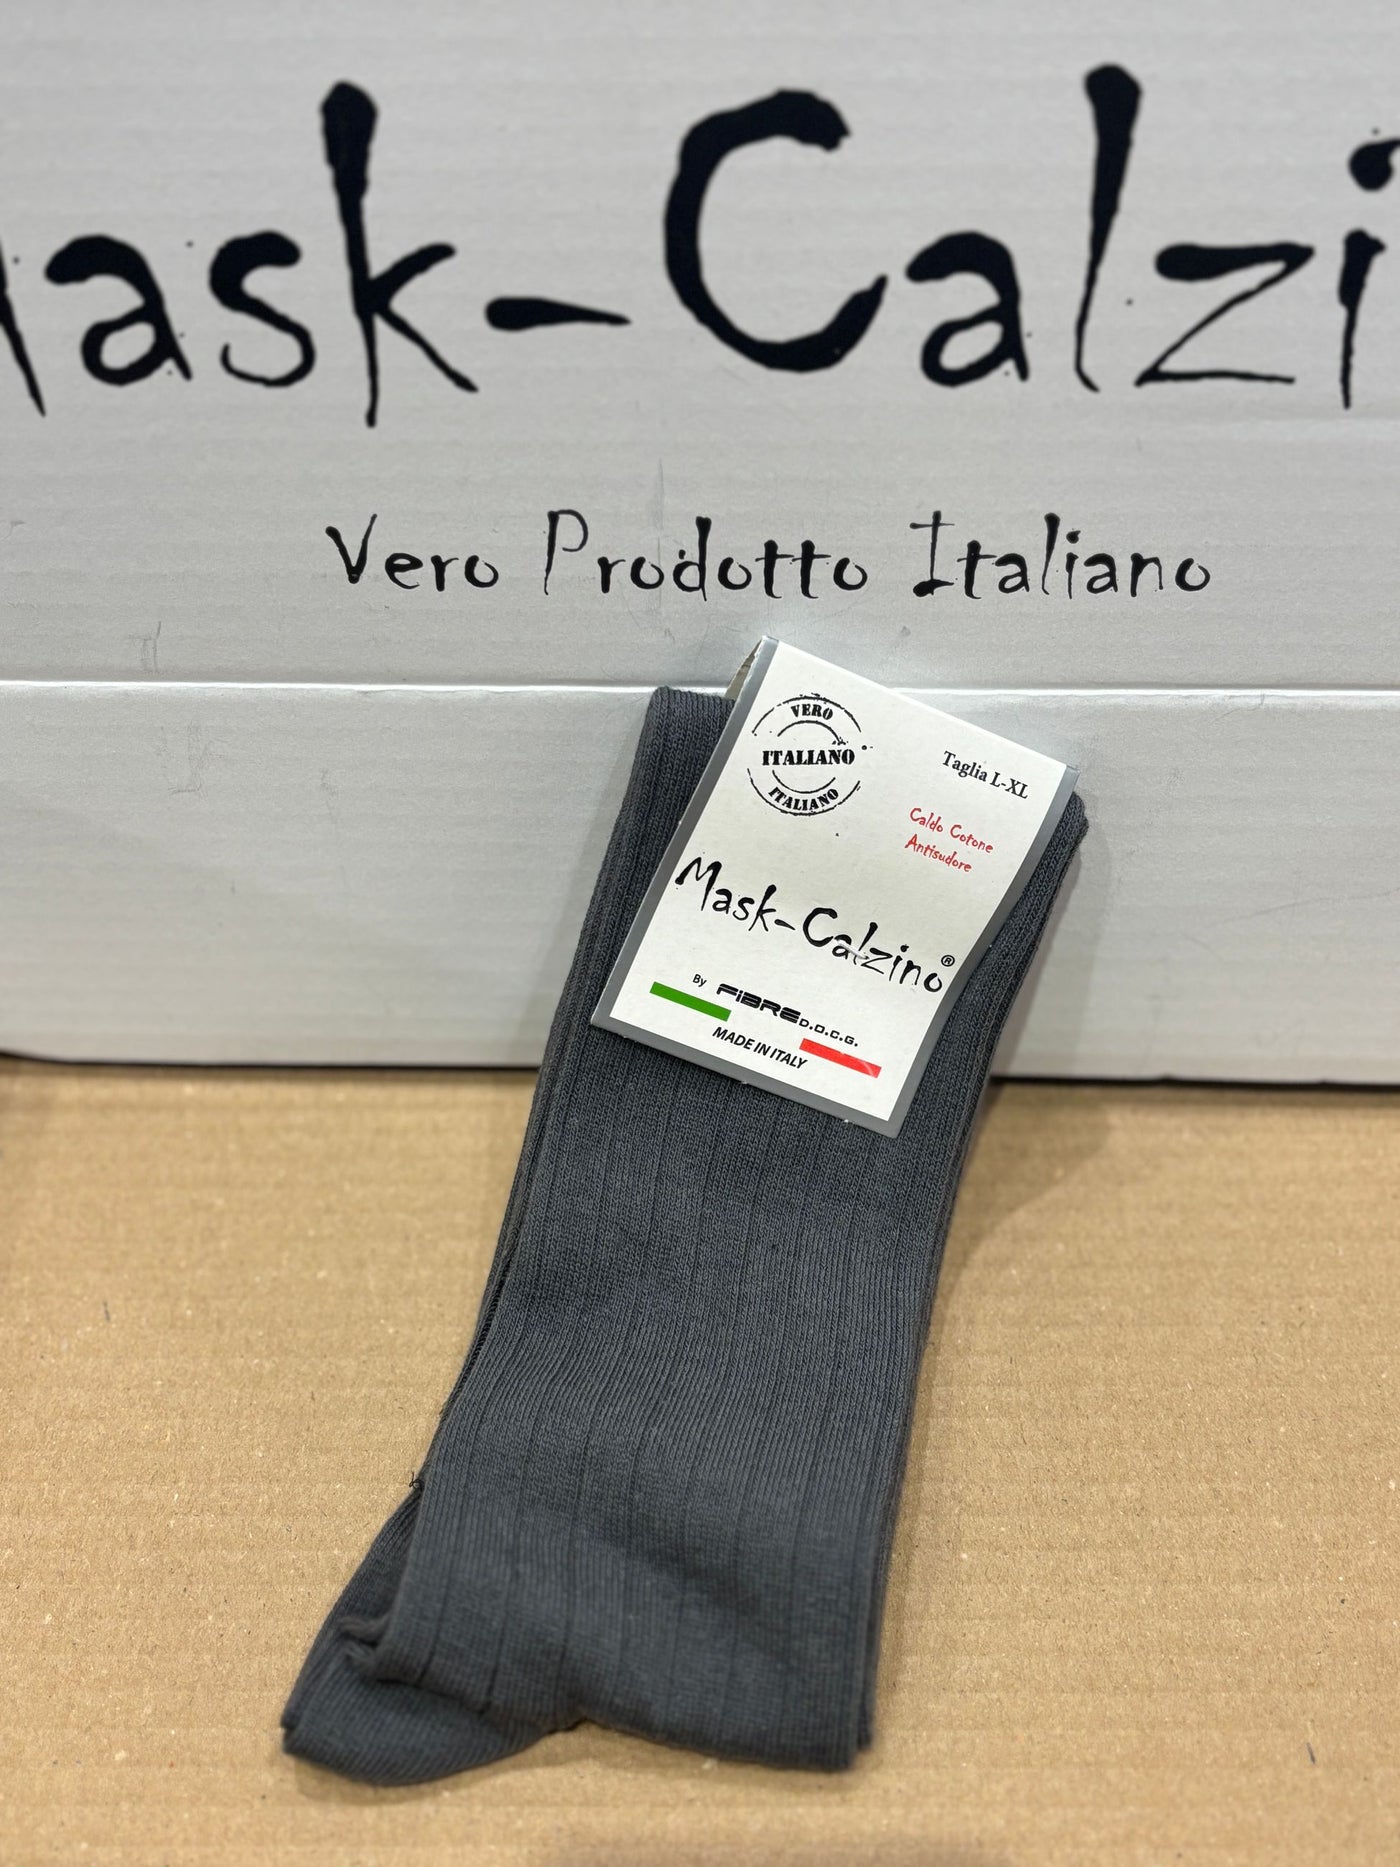 Mask-Calzi
Vero Prodotto Italiano
VERO
ITALIANO
ITALIANO
Taglia L-XL
Caldo Cotone
Antisudore
Mask-Calzino®
By FiBRE D.O.C.G.
MADE IN ITALY